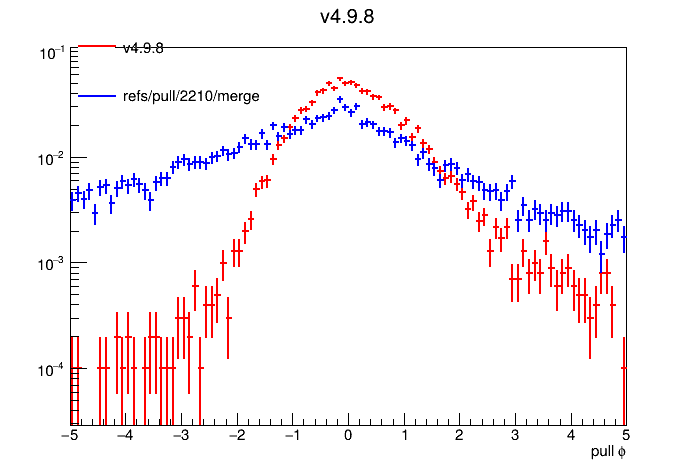 v4.9.8
10⁻¹
v4.9.8
refs/pull/2210/merge
10⁻²
10⁻³
10⁻⁴
−5 −4 −3 −2 −1 0 1 2 3 4 5
pull ϕ